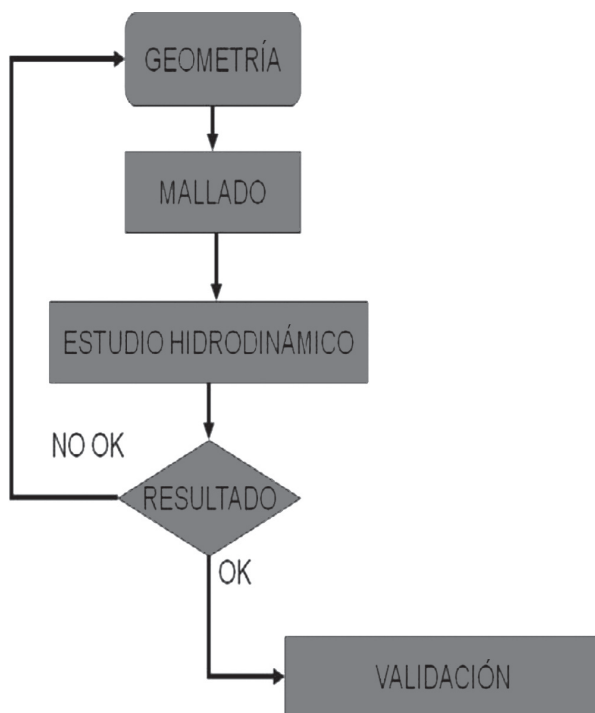 GEOMETRÍA
MALLADO
ESTUDIO HIDRODINÁMICO
NO OK
RESULTADO
OK
VALIDACIÓN